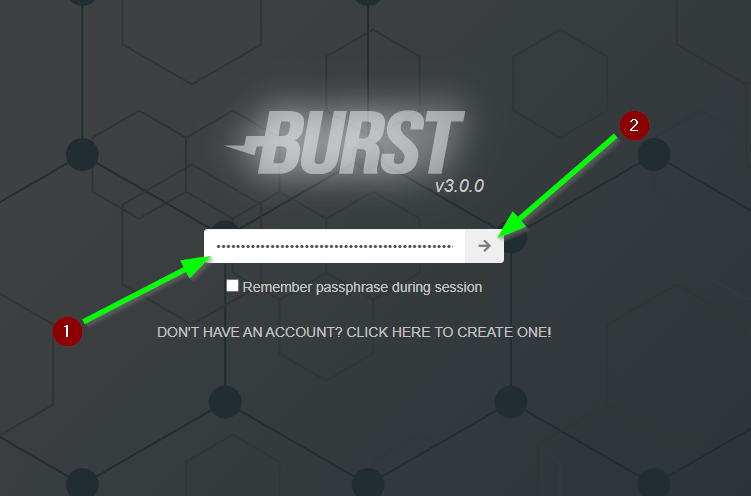 BURST
v3.0.0
2
Remember passphrase during session
1
DON'T HAVE AN ACCOUNT? CLICK HERE TO CREATE ONE!